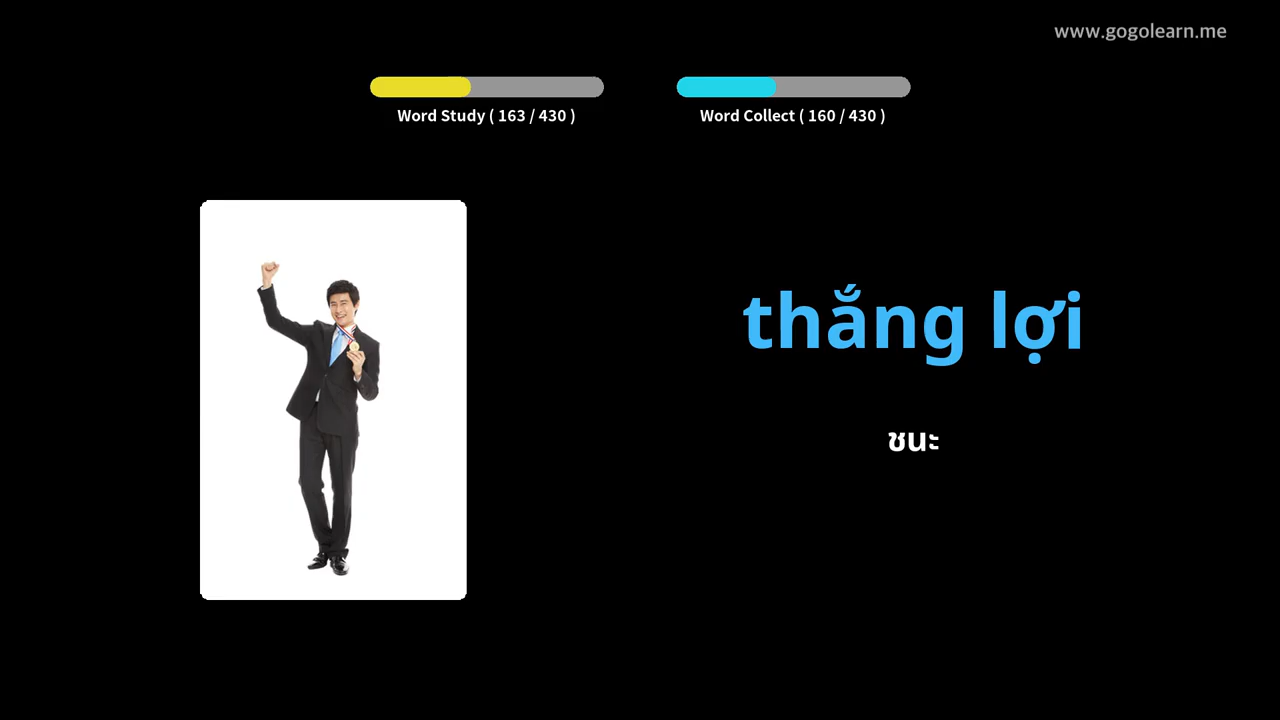 www.gogolearn.me
Word Study ( 163 / 430 )
Word Collect ( 160 / 430 )
thắng lợi
ชนะ